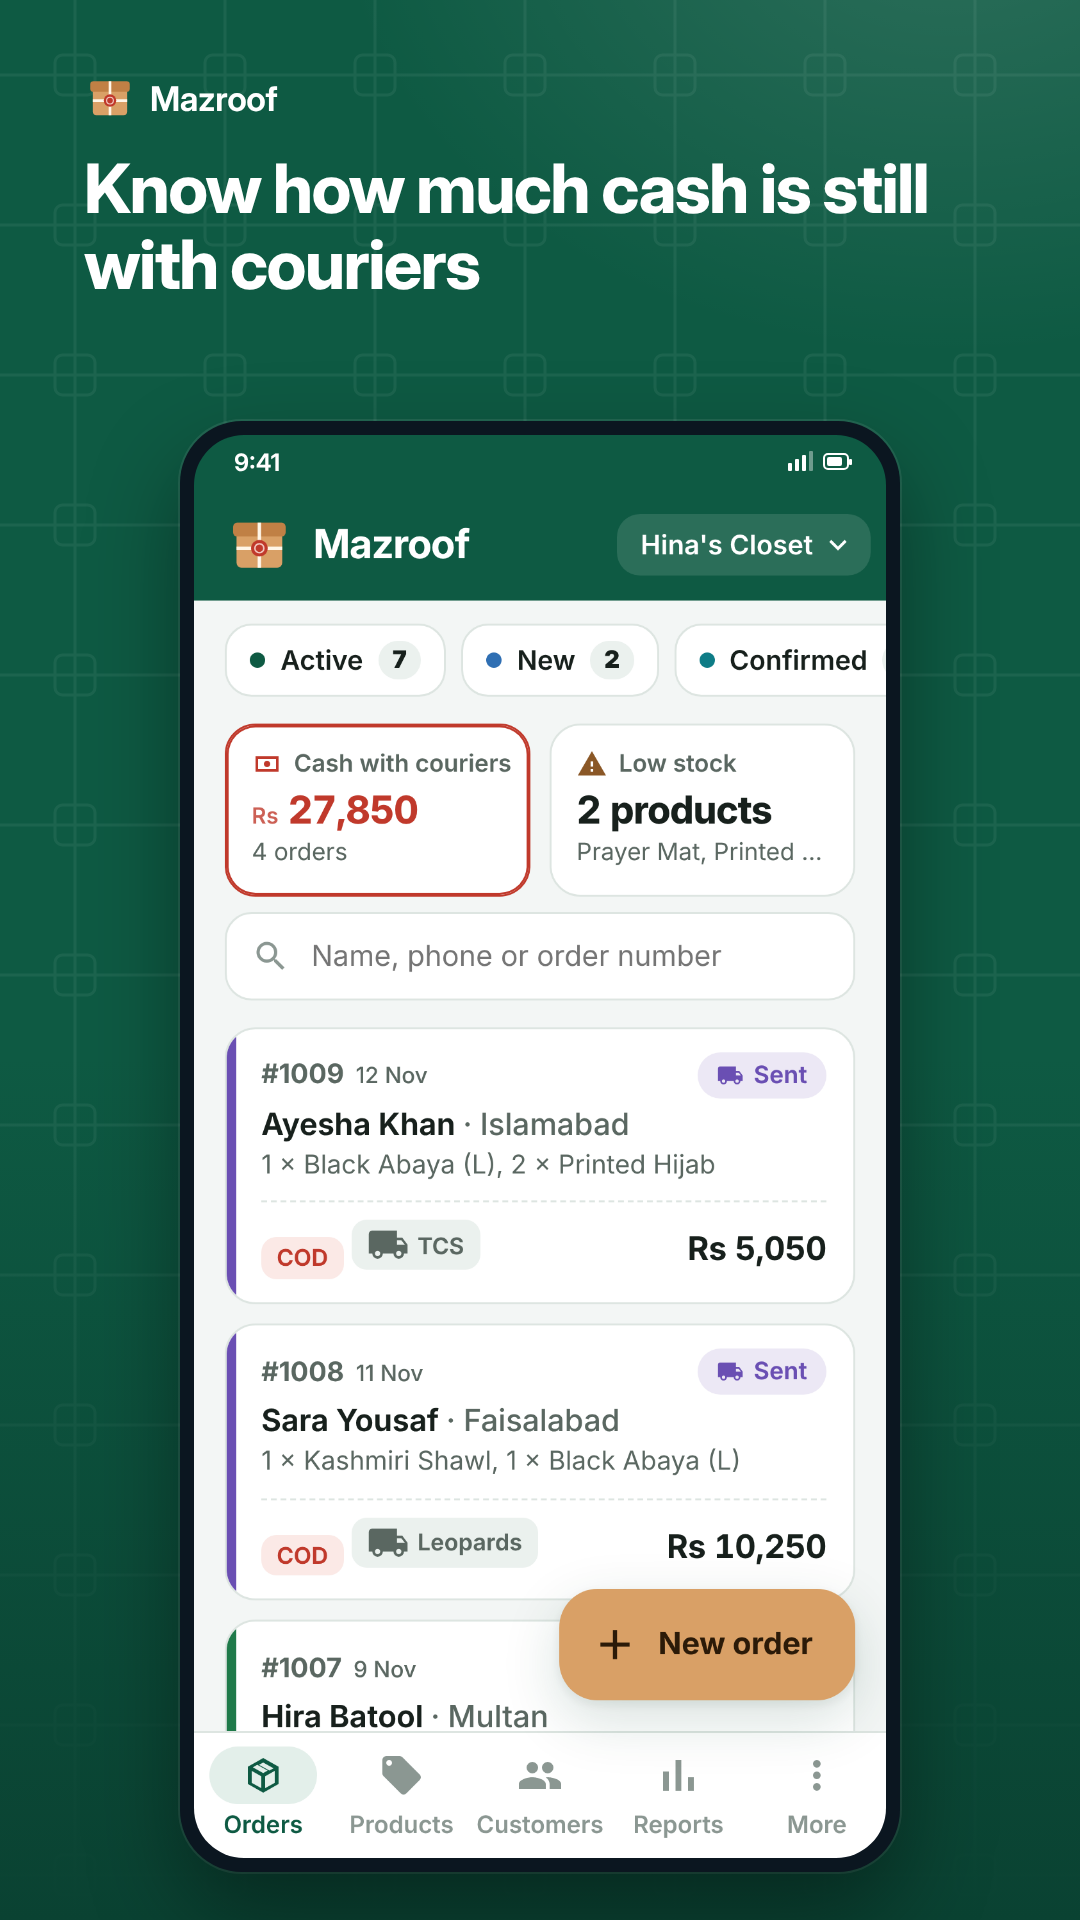 Mazroof
Know how much cash is still
with couriers
9:41
Mazroof
Hina's Closet
Active 7
New 2
Confirmed
Cash with couriers
Rs 27,850
4 orders
Low stock
2 products
Prayer Mat, Printed ...
Name, phone or order number
#1009 12 Nov
Sent
Ayesha Khan · Islamabad
1 × Black Abaya (L), 2 × Printed Hijab
COD
TCS
Rs 5,050
#1008 11 Nov
Sent
Sara Yousaf · Faisalabad
1 × Kashmiri Shawl, 1 × Black Abaya (L)
COD
Leopards
Rs 10,250
#1007 9 Nov
Hira Batool · Multan
+ New order
Orders
Products
Customers
Reports
More